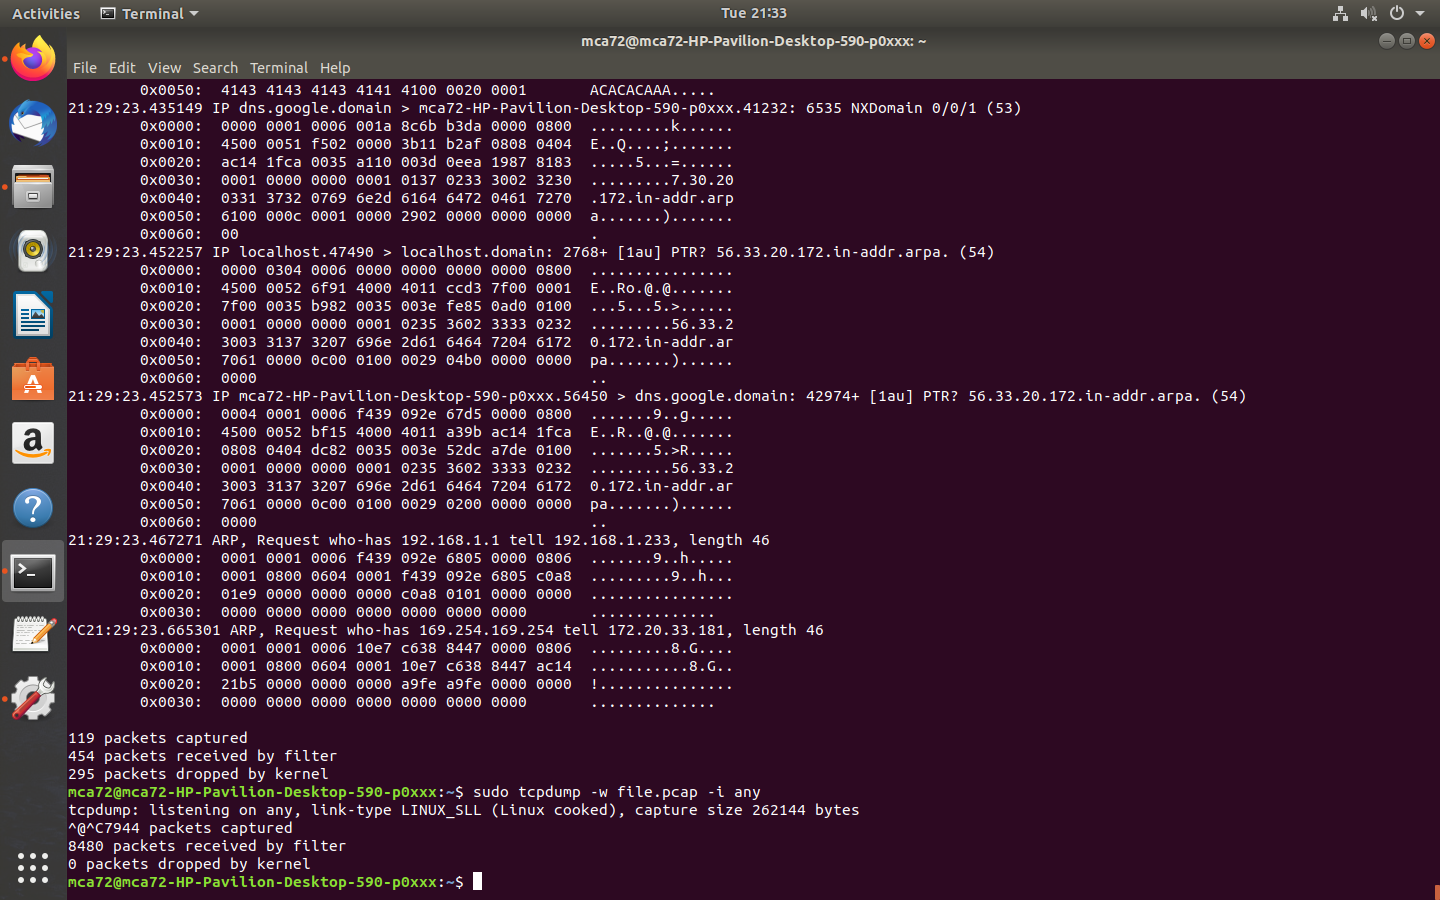 Activities Terminal Tue 21:33
mca72@mca72-HP-Pavilion-Desktop-590-p0xxx: ~
File Edit View Search Terminal Help
0x0050: 4143 4143 4143 4141 4100 0020 0001 ACACACAAA.....
21:29:23.435149 IP dns.google.domain > mca72-HP-Pavilion-Desktop-590-p0xxx.41232: 6535 NXDomain 0/0/1 (53)
0x0000: 0000 0001 0006 001a 8c6b b3da 0000 0800 .........k......
0x0010: 4500 0051 f502 0000 3b11 b2af 0808 0404 E..Q....;.......
0x0020: ac14 1fca 0035 a110 003d 0eea 1987 8183 .....5...=......
0x0030: 0001 0000 0000 0001 0137 0233 3002 3230 .........7.30.20
0x0040: 0331 3732 0769 6e2d 6164 6472 0461 7270 .172.in-addr.arp
0x0050: 6100 000c 0001 0000 2902 0000 0000 0000 a.......).......
0x0060: 00 .
21:29:23.452257 IP localhost.47490 > localhost.domain: 2768+ [1au] PTR? 56.33.20.172.in-addr.arpa. (54)
0x0000: 0000 0304 0006 0000 0000 0000 0000 0800 ................
0x0010: 4500 0052 6f91 4000 4011 ccd3 7f00 0001 E..Ro.@.@.......
0x0020: 7f00 0035 b982 0035 003e fe85 0ad0 0100 ...5...5.>......
0x0030: 0001 0000 0000 0001 0235 3602 3333 0232 .........56.33.2
0x0040: 3003 3137 3207 696e 2d61 6464 7204 6172 0.172.in-addr.ar
0x0050: 7061 0000 0c00 0100 0029 04b0 0000 0000 pa.......)......
0x0060: 0000 ..
21:29:23.452573 IP mca72-HP-Pavilion-Desktop-590-p0xxx.56450 > dns.google.domain: 42974+ [1au] PTR? 56.33.20.172.in-addr.arpa. (54)
0x0000: 0004 0001 0006 f439 092e 67d5 0000 0800 .......9..g.....
0x0010: 4500 0052 bf15 4000 4011 a39b ac14 1fca E..R..@.@.......
0x0020: 0808 0404 dc82 0035 003e 52dc a7de 0100 .......5.>R.....
0x0030: 0001 0000 0000 0001 0235 3602 3333 0232 .........56.33.2
0x0040: 3003 3137 3207 696e 2d61 6464 7204 6172 0.172.in-addr.ar
0x0050: 7061 0000 0c00 0100 0029 0200 0000 0000 pa.......)......
0x0060: 0000 ..
21:29:23.467271 ARP, Request who-has 192.168.1.1 tell 192.168.1.233, length 46
0x0000: 0001 0001 0006 f439 092e 6805 0000 0806 .......9..h.....
0x0010: 0001 0800 0604 0001 f439 092e 6805 c0a8 .........9..h...
0x0020: 01e9 0000 0000 0000 c0a8 0101 0000 0000 ................
0x0030: 0000 0000 0000 0000 0000 0000 0000 ..............
^C21:29:23.665301 ARP, Request who-has 169.254.169.254 tell 172.20.33.181, length 46
0x0000: 0001 0001 0006 10e7 c638 8447 0000 0806 .........8.G....
0x0010: 0001 0800 0604 0001 10e7 c638 8447 ac14 ...........8.G..
0x0020: 21b5 0000 0000 0000 a9fe a9fe 0000 0000 !...............
0x0030: 0000 0000 0000 0000 0000 0000 0000 ..............
119 packets captured
454 packets received by filter
295 packets dropped by kernel
mca72@mca72-HP-Pavilion-Desktop-590-p0xxx:~$ sudo tcpdump -w file.pcap -i any
tcpdump: listening on any, link-type LINUX_SLL (Linux cooked), capture size 262144 bytes
^@^C7944 packets captured
8480 packets received by filter
0 packets dropped by kernel
mca72@mca72-HP-Pavilion-Desktop-590-p0xxx:~$